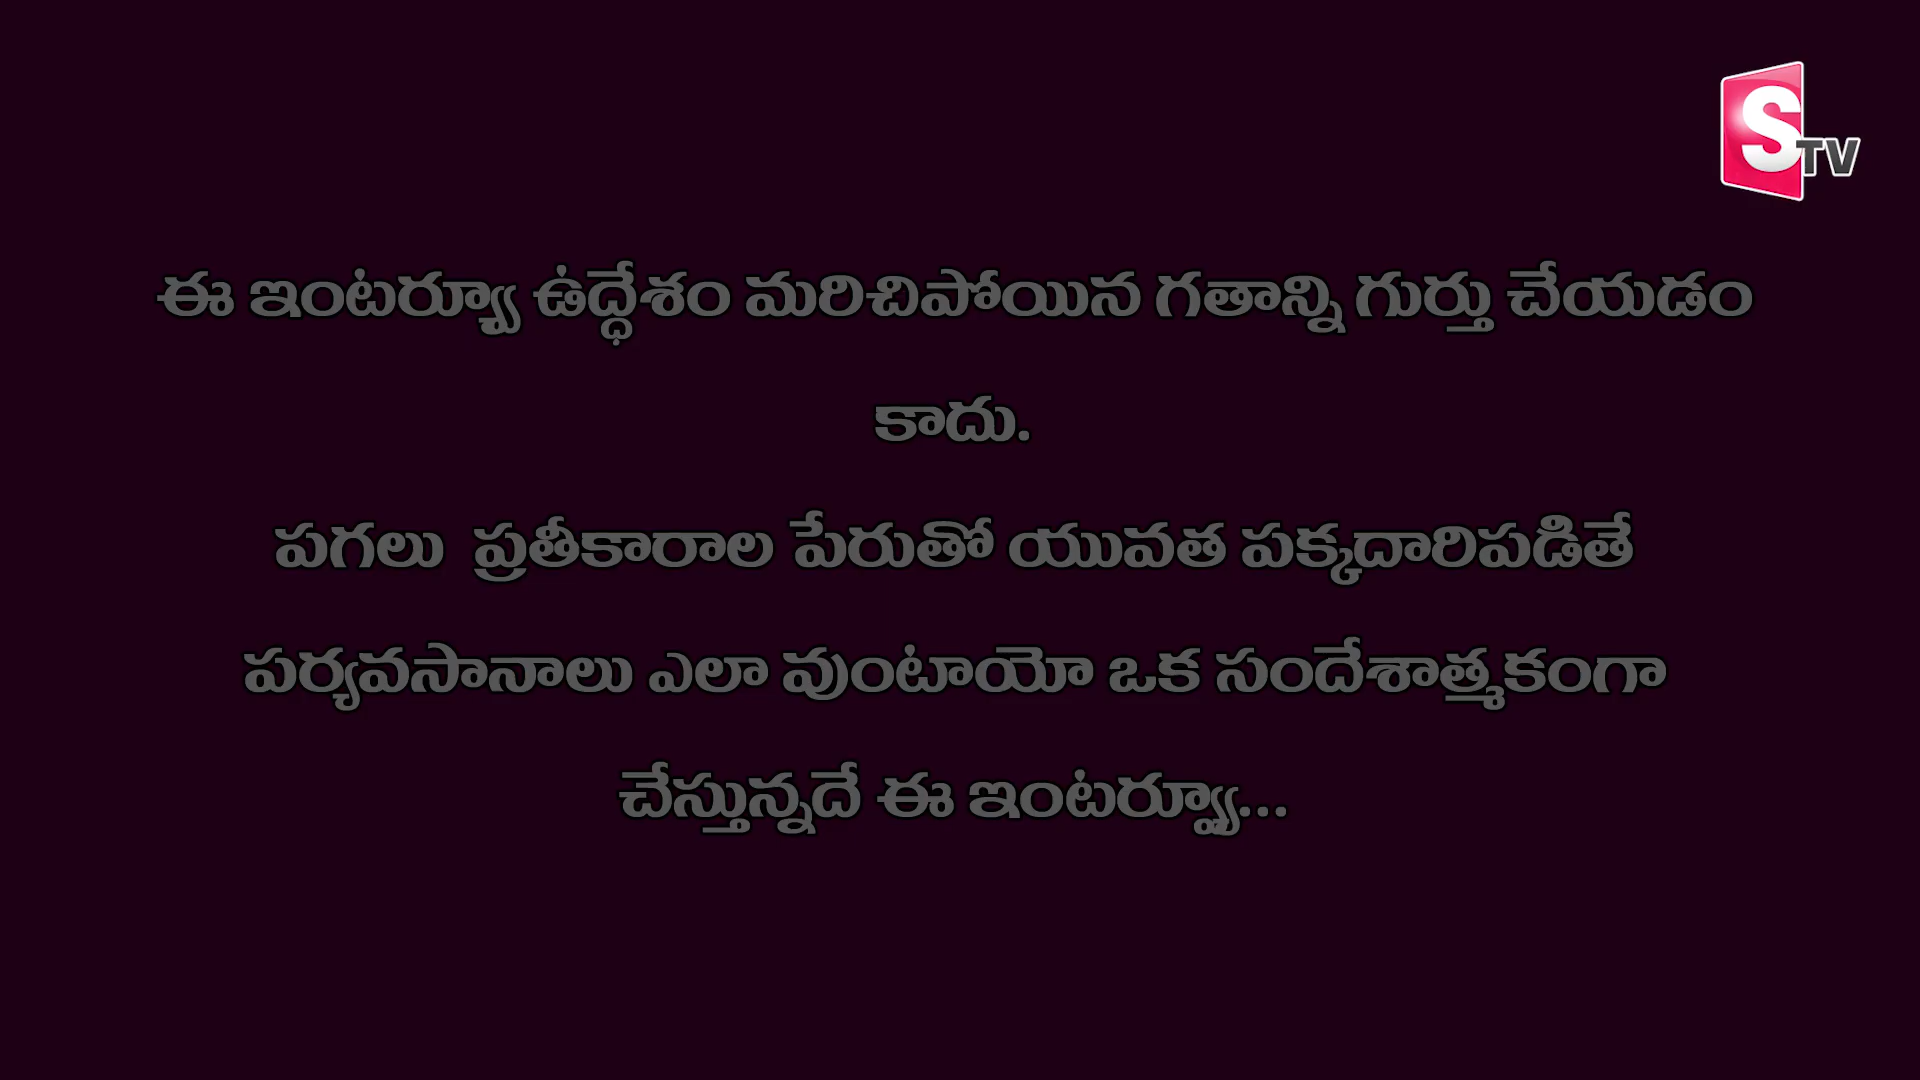 STV
ఈ ఇంటర్యూ ఉద్ధేశం మరిచిపోయిన గతాన్ని గుర్తు చేయడం
కాదు.
పగలు ప్రతీకారాల పేరుతో యువత పక్కదారిపడితే
పర్యవసానాలు ఎలా వుంటాయో ఒక సందేశాత్మకంగా
చేస్తున్నదే ఈ ఇంటర్వ్యూ...